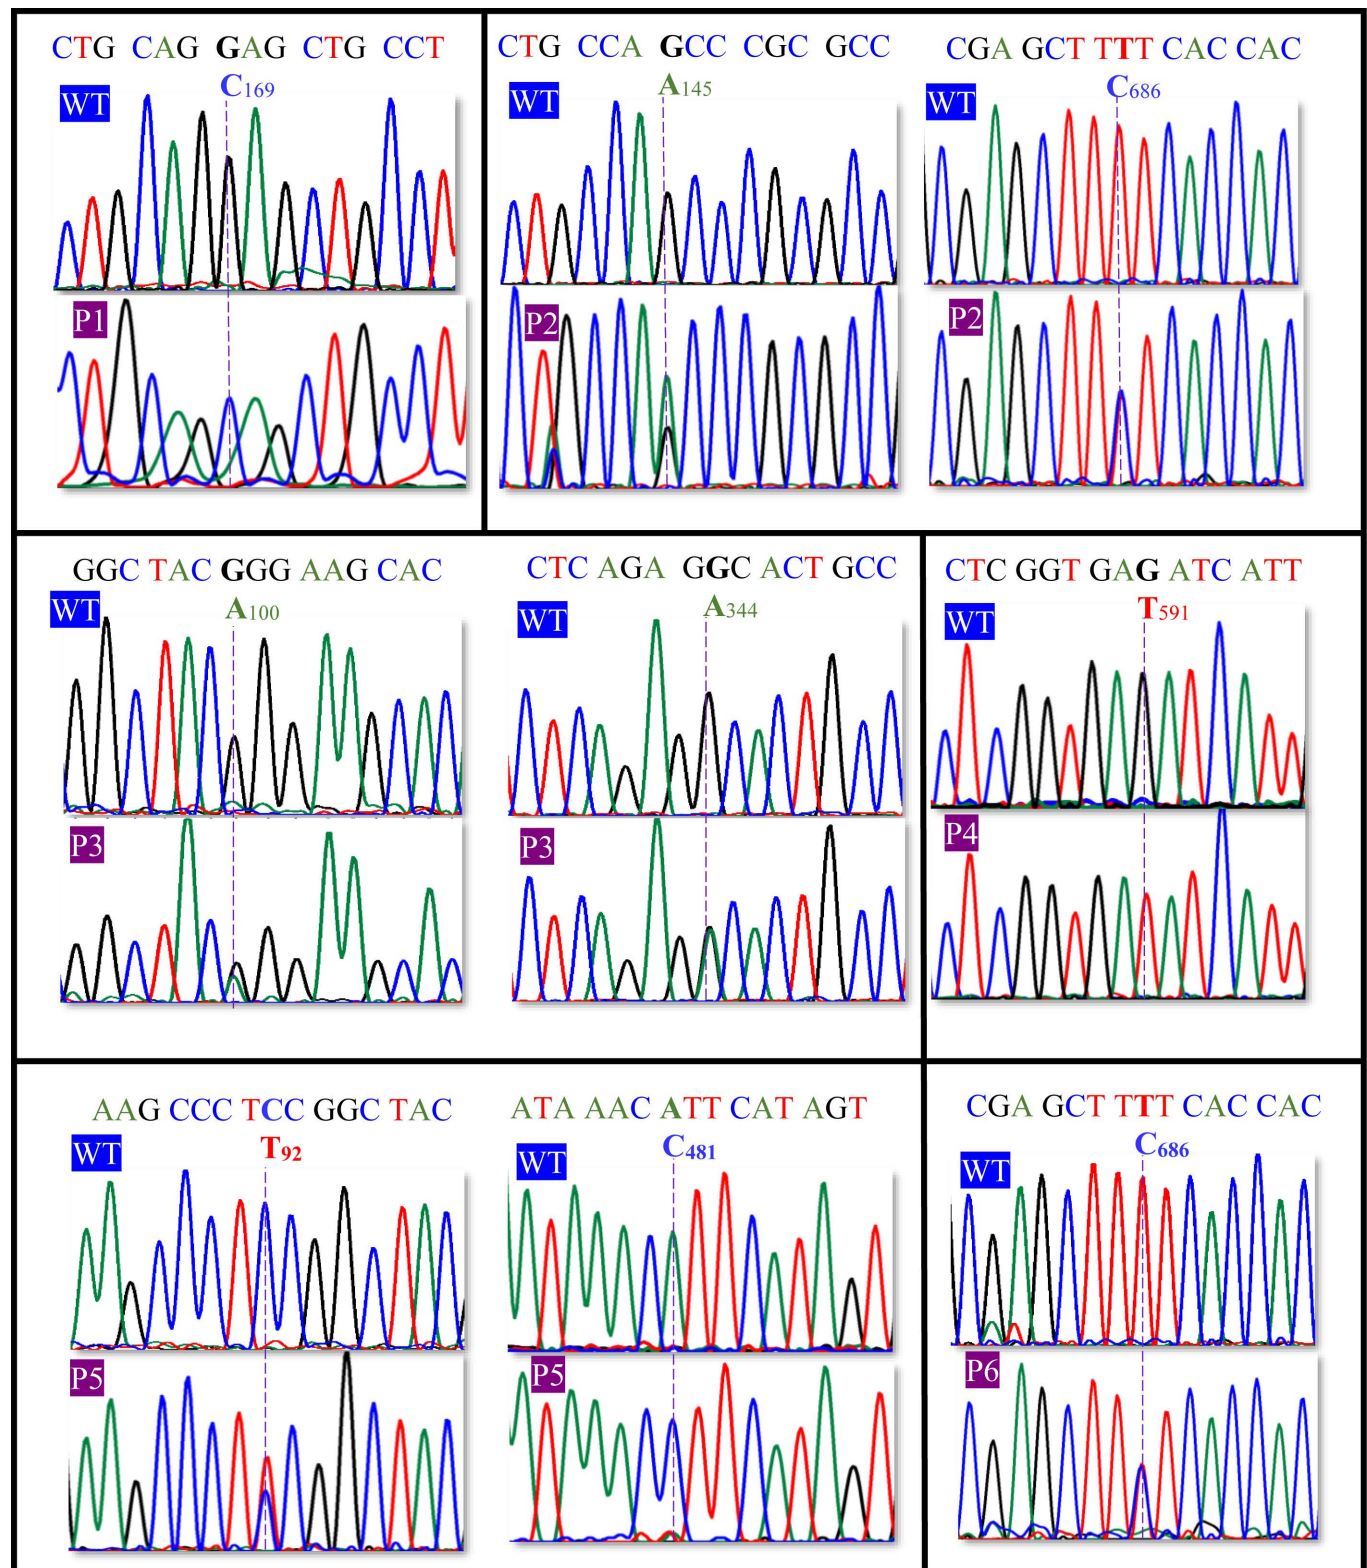 CTG CAG GAG CTG CCT
C169
WT
P1
CTG CCA GCC CGC GCC
A145
WT
P2
CGA GCT TTT CAC CAC
C686
WT
P2
GGC TAC GGG AAG CAC
A100
WT
P3
CTC AGA GGC ACT GCC
A344
WT
P3
CTC GGT GAG ATC ATT
T591
WT
P4
AAG CCC TCC GGC TAC
T92
WT
P5
ATA AAC ATT CAT AGT
C481
WT
P5
CGA GCT TTT CAC CAC
C686
WT
P6